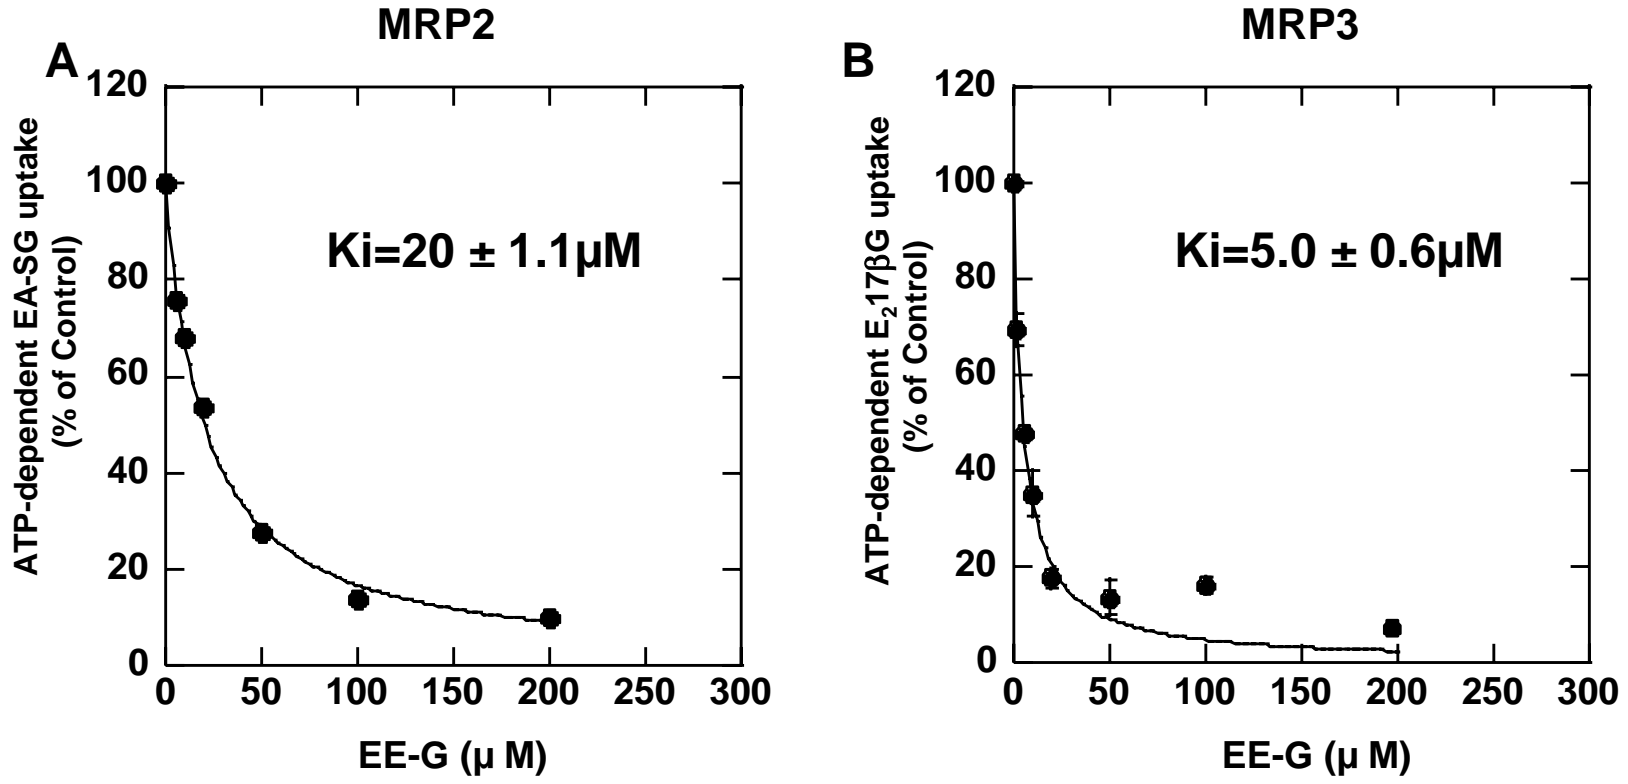 MRP2
A
120
100
80
60
40
20
0
ATP-dependent EA-SG uptake
(% of Control)
Ki=20 ± 1.1µM
0 50 100 150 200 250 300
EE-G (µ M)
MRP3
B
120
100
80
60
40
20
0
ATP-dependent E₂17βG uptake
(% of Control)
Ki=5.0 ± 0.6µM
0 50 100 150 200 250 300
EE-G (µ M)